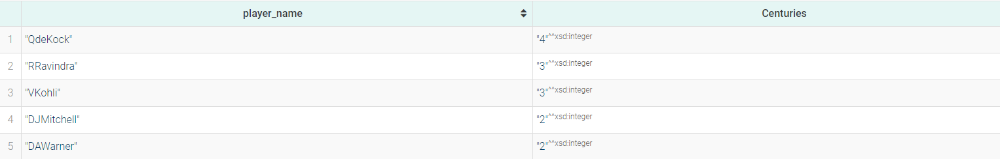 player_name Centuries
1 "QdeKock" "4"^^xsd:integer
2 "RRavindra" "3"^^xsd:integer
3 "VKohli" "3"^^xsd:integer
4 "DJMitchell" "2"^^xsd:integer
5 "DAWarner" "2"^^xsd:integer